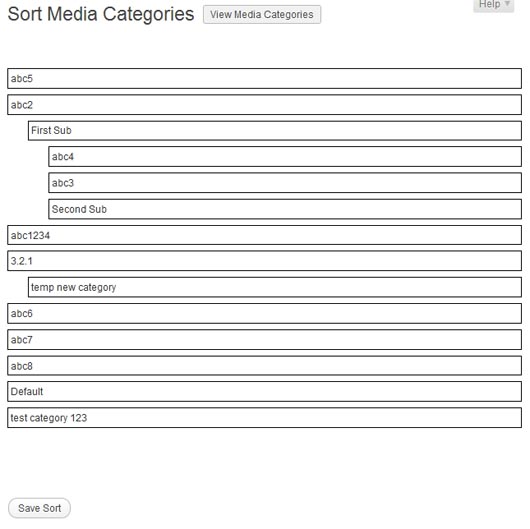 Sort Media Categories View Media Categories Help
abc5
abc2
First Sub
abc4
abc3
Second Sub
abc1234
3.2.1
temp new category
abc6
abc7
abc8
Default
test category 123
Save Sort